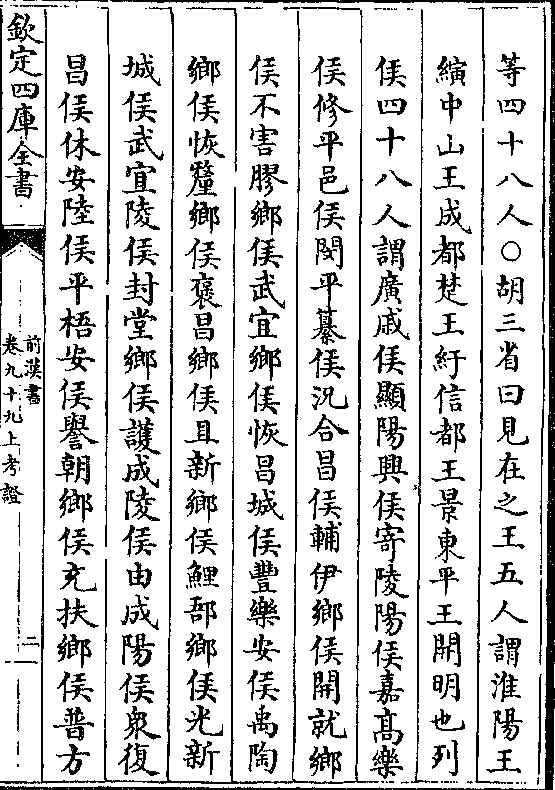 等四十八人○胡三省曰見在之王五人謂淮陽王
縯中山王成都楚王紆信都王景東平王開明也列
侯四十八人謂廣戚侯顯陽興侯寄陵陽侯嘉髙樂
侯修平邑侯閔平纂侯況合昌侯輔伊鄉侯開就鄉
侯不害膠鄉侯武宜鄉侯恢昌城侯豐樂安侯禹陶
鄉侯恢釐鄉侯褒昌鄉侯且新鄉侯鯉郚鄉侯光新
城侯武宜陵侯封堂鄉侯護成陵侯由成陽侯衆復
昌侯休安陸侯平梧安侯譽朝鄉侯充扶鄉侯普方
欽定四庫全書
前漢書
卷九十九上考證
二